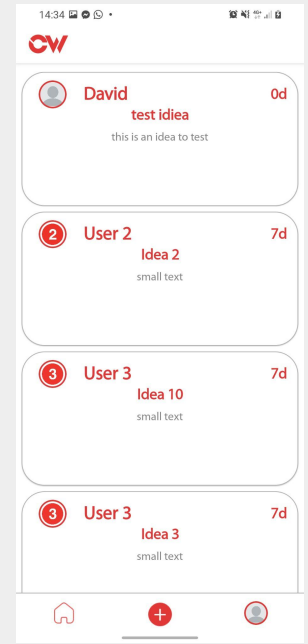 14:34
CW
David 0d
test idiea
this is an idea to test
2 User 2 7d
Idea 2
small text
3 User 3 7d
Idea 10
small text
3 User 3 7d
Idea 3
small text